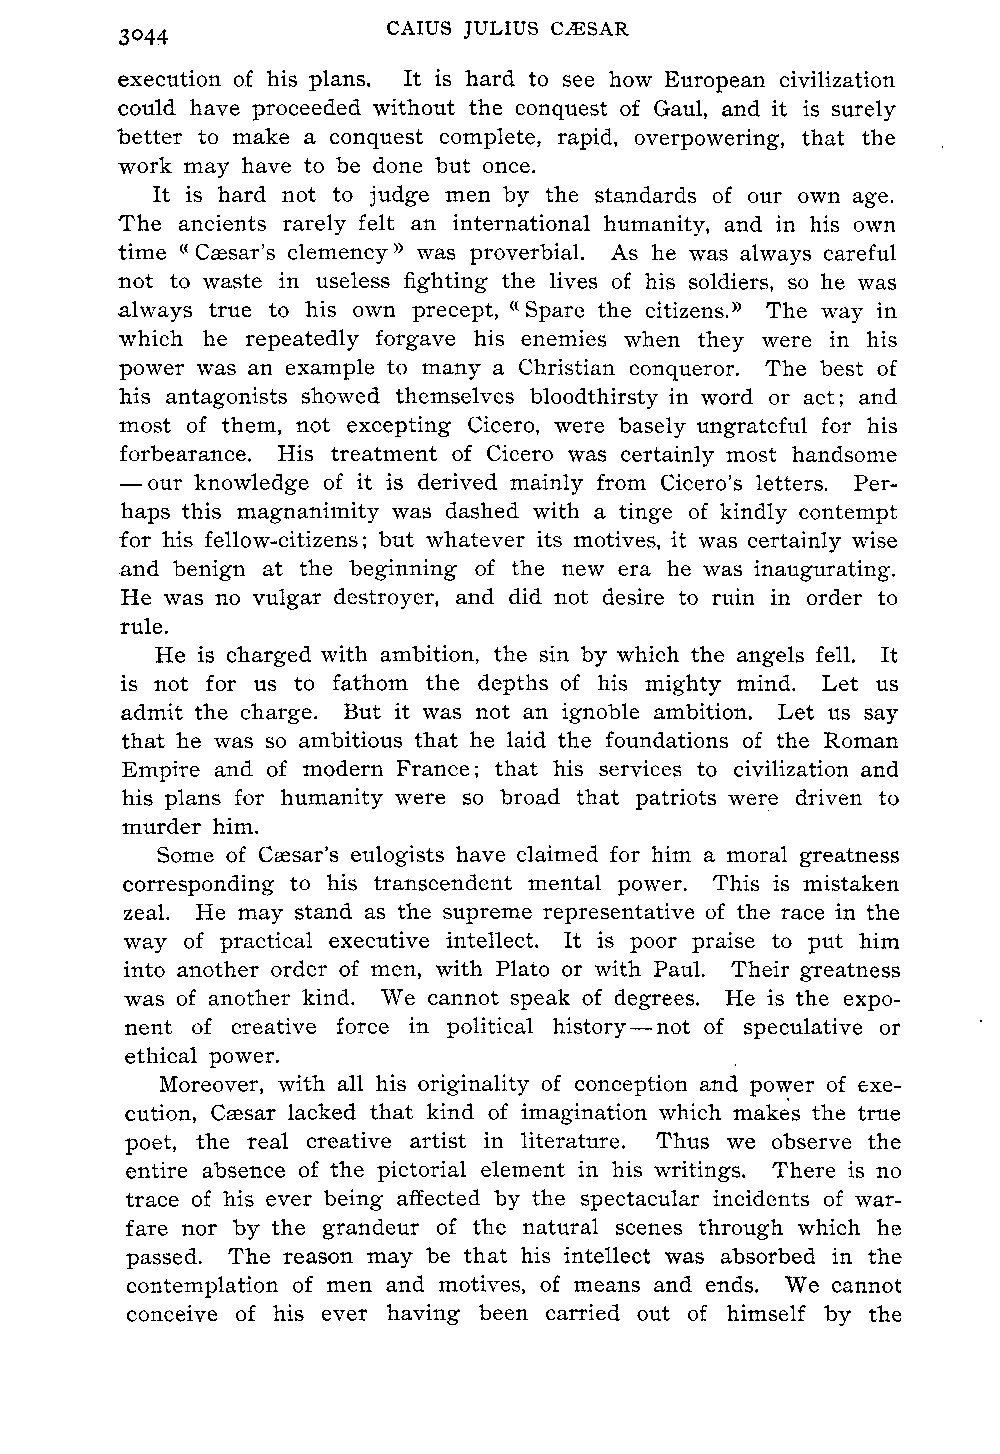 3044
CAIUS JULIUS CÆSAR
execution of his plans. It is hard to see how European civilization
could have proceeded without the conquest of Gaul, and it is surely
better to make a conquest complete, rapid, overpowering, that the
work may have to be done but once.
It is hard not to judge men by the standards of our own age.
The ancients rarely felt an international humanity, and in his own
time «Cæsar's clemency» was proverbial. As he was always careful
not to waste in useless fighting the lives of his soldiers, so he was
always true to his own precept, «Spare the citizens.» The way in
which he repeatedly forgave his enemies when they were in his
power was an example to many a Christian conqueror. The best of
his antagonists showed themselves bloodthirsty in word or act; and
most of them, not excepting Cicero, were basely ungrateful for his
forbearance. His treatment of Cicero was certainly most handsome
— our knowledge of it is derived mainly from Cicero's letters. Per-
haps this magnanimity was dashed with a tinge of kindly contempt
for his fellow-citizens; but whatever its motives, it was certainly wise
and benign at the beginning of the new era he was inaugurating.
He was no vulgar destroyer, and did not desire to ruin in order to
rule.
He is charged with ambition, the sin by which the angels fell. It
is not for us to fathom the depths of his mighty mind. Let us
admit the charge. But it was not an ignoble ambition. Let us say
that he was so ambitious that he laid the foundations of the Roman
Empire and of modern France; that his services to civilization and
his plans for humanity were so broad that patriots were driven to
murder him.
Some of Cæsar's eulogists have claimed for him a moral greatness
corresponding to his transcendent mental power. This is mistaken
zeal. He may stand as the supreme representative of the race in the
way of practical executive intellect. It is poor praise to put him
into another order of men, with Plato or with Paul. Their greatness
was of another kind. We cannot speak of degrees. He is the expo-
nent of creative force in political history — not of speculative or
ethical power.
Moreover, with all his originality of conception and power of exe-
cution, Cæsar lacked that kind of imagination which makes the true
poet, the real creative artist in literature. Thus we observe the
entire absence of the pictorial element in his writings. There is no
trace of his ever being affected by the spectacular incidents of war-
fare nor by the grandeur of the natural scenes through which he
passed. The reason may be that his intellect was absorbed in the
contemplation of men and motives, of means and ends. We cannot
conceive of his ever having been carried out of himself by the